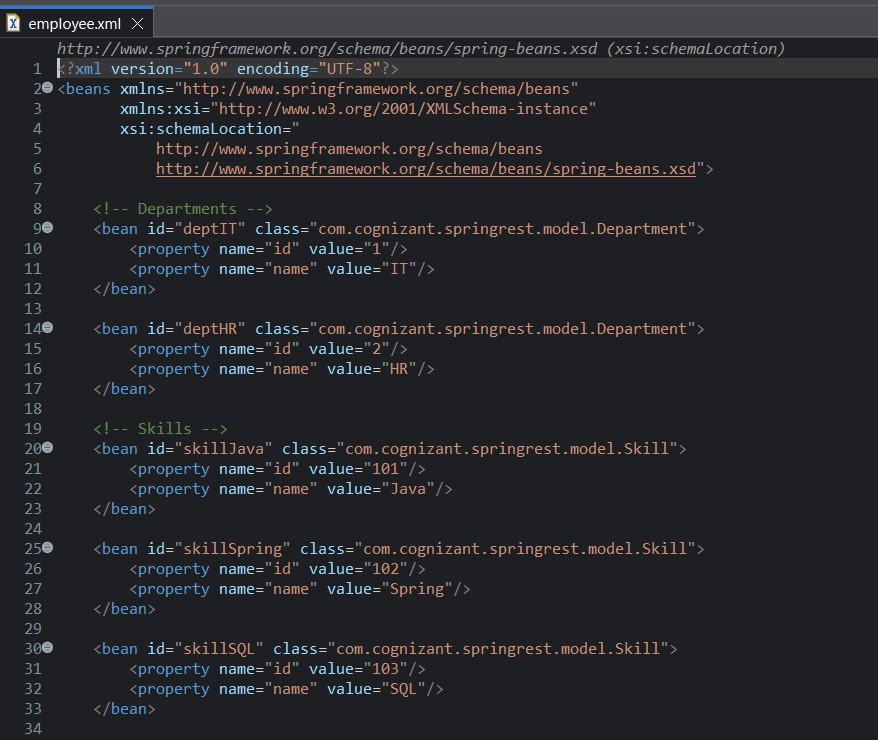 employee.xml
http://www.springframework.org/schema/beans/spring-beans.xsd (xsi:schemaLocation)
1 <?xml version="1.0" encoding="UTF-8"?>
2 <beans xmlns="http://www.springframework.org/schema/beans"
3 xmlns:xsi="http://www.w3.org/2001/XMLSchema-instance"
4 xsi:schemaLocation="
5 http://www.springframework.org/schema/beans
6 http://www.springframework.org/schema/beans/spring-beans.xsd">
7
8 <!-- Departments -->
9 <bean id="deptIT" class="com.cognizant.springrest.model.Department">
10 <property name="id" value="1"/>
11 <property name="name" value="IT"/>
12 </bean>
13
14 <bean id="deptHR" class="com.cognizant.springrest.model.Department">
15 <property name="id" value="2"/>
16 <property name="name" value="HR"/>
17 </bean>
18
19 <!-- Skills -->
20 <bean id="skillJava" class="com.cognizant.springrest.model.Skill">
21 <property name="id" value="101"/>
22 <property name="name" value="Java"/>
23 </bean>
24
25 <bean id="skillSpring" class="com.cognizant.springrest.model.Skill">
26 <property name="id" value="102"/>
27 <property name="name" value="Spring"/>
28 </bean>
29
30 <bean id="skillSQL" class="com.cognizant.springrest.model.Skill">
31 <property name="id" value="103"/>
32 <property name="name" value="SQL"/>
33 </bean>
34